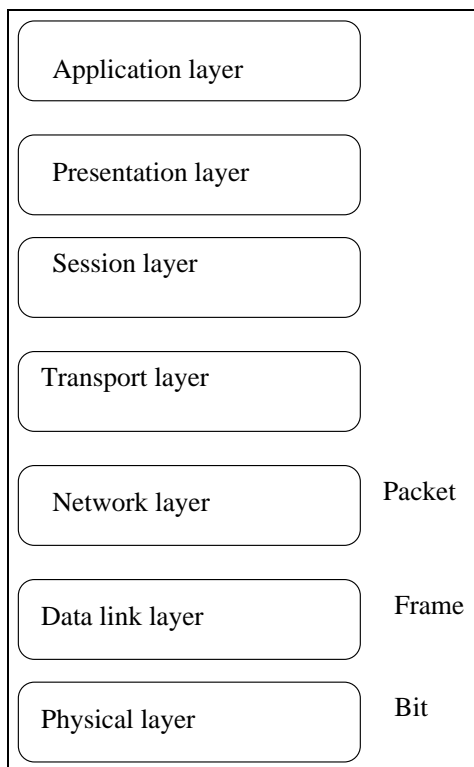 Application layer
Presentation layer
Session layer
Transport layer
Network layer Packet
Data link layer Frame
Physical layer Bit